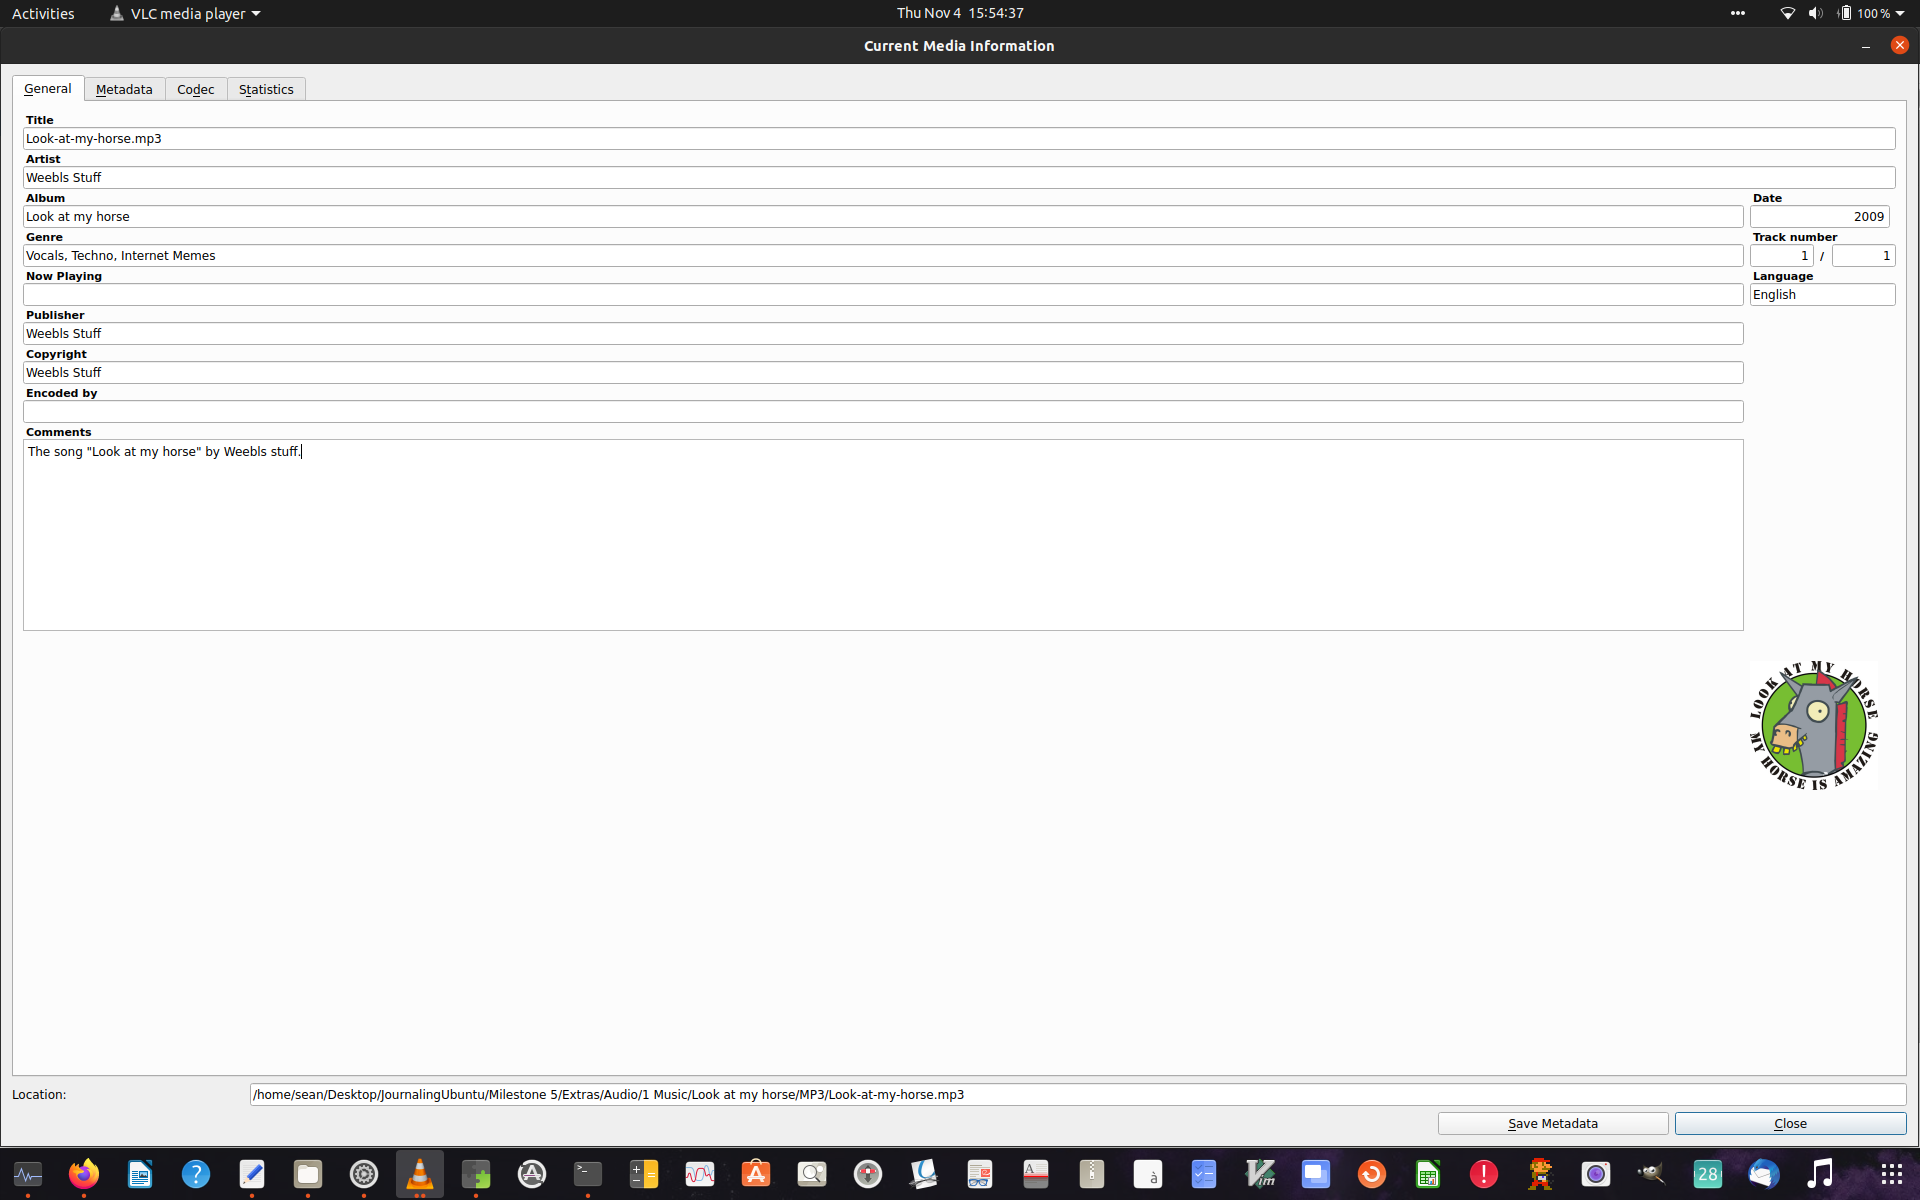 Activities VLC media player Thu Nov 4 15:54:37 100 %
Current Media Information
General Metadata Codec Statistics
Title
Look-at-my-horse.mp3
Artist
Weebls Stuff
Album Date
Look at my horse 2009
Genre Track number
Vocals, Techno, Internet Memes 1 / 1
Now Playing Language
English
Publisher
Weebls Stuff
Copyright
Weebls Stuff
Encoded by
Comments
The song "Look at my horse" by Weebls stuff.
LOOK AT MY HORSE
MY HORSE IS AMAZING
Location: /home/sean/Desktop/JournalingUbuntu/Milestone 5/Extras/Audio/1 Music/Look at my horse/MP3/Look-at-my-horse.mp3
Save Metadata Close
28